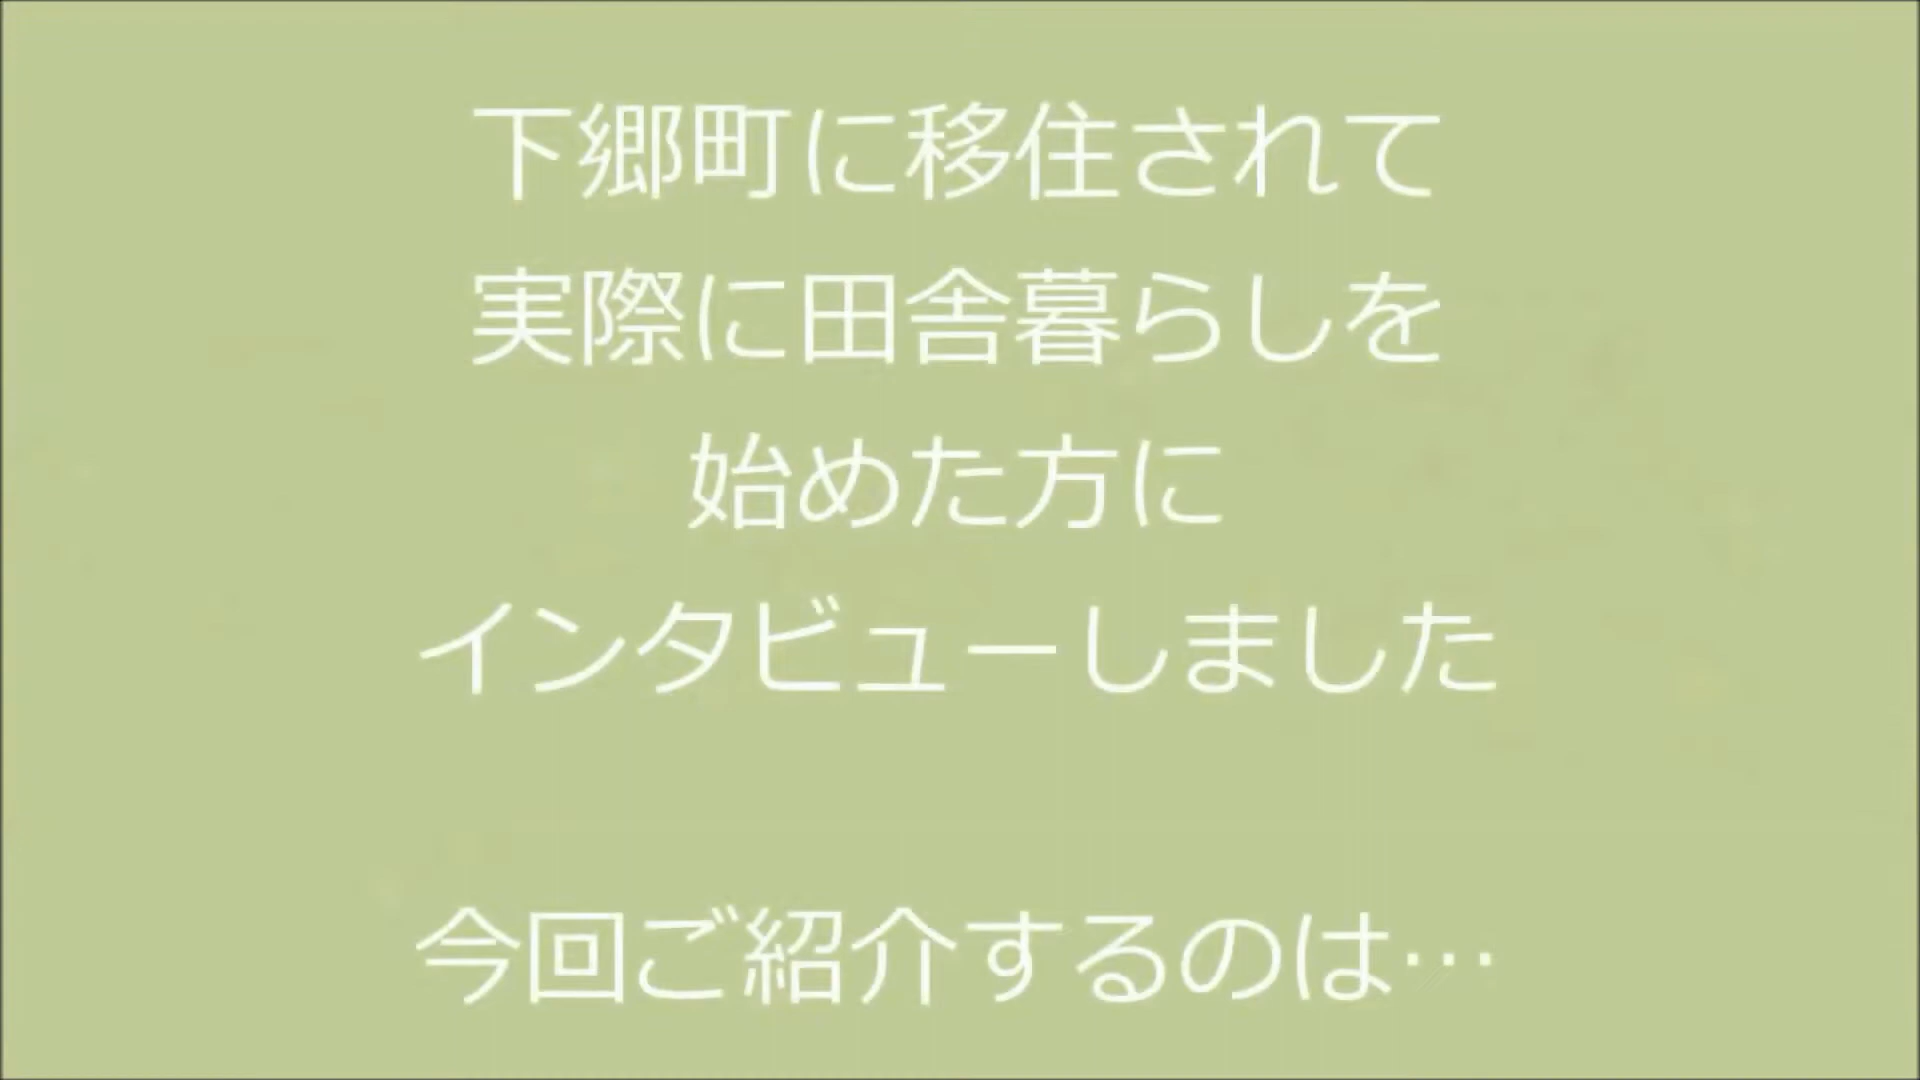 下郷町に移住されて
実際に田舎暮らしを
始めた方に
インタビューしました
今回ご紹介するのは…